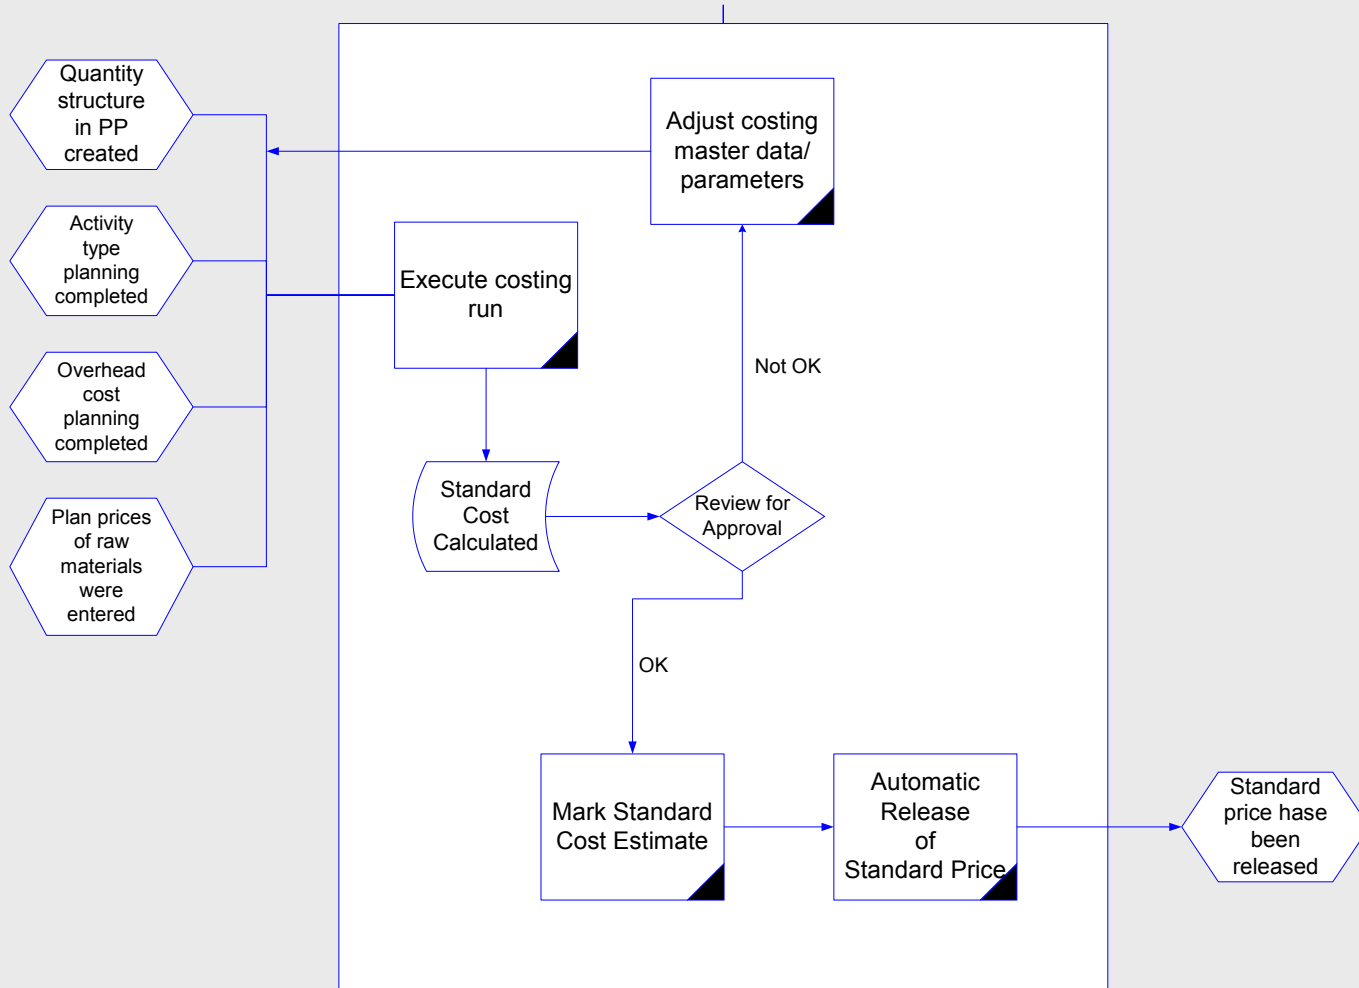 Quantity
structure
in PP
created
Activity
type
planning
completed
Overhead
cost
planning
completed
Plan prices
of raw
materials
were
entered
Adjust costing
master data/
parameters
Execute costing
run
Not OK
Standard
Cost
Calculated
Review for
Approval
OK
Mark Standard
Cost Estimate
Automatic
Release
of
Standard Price
Standard
price hase
been
released